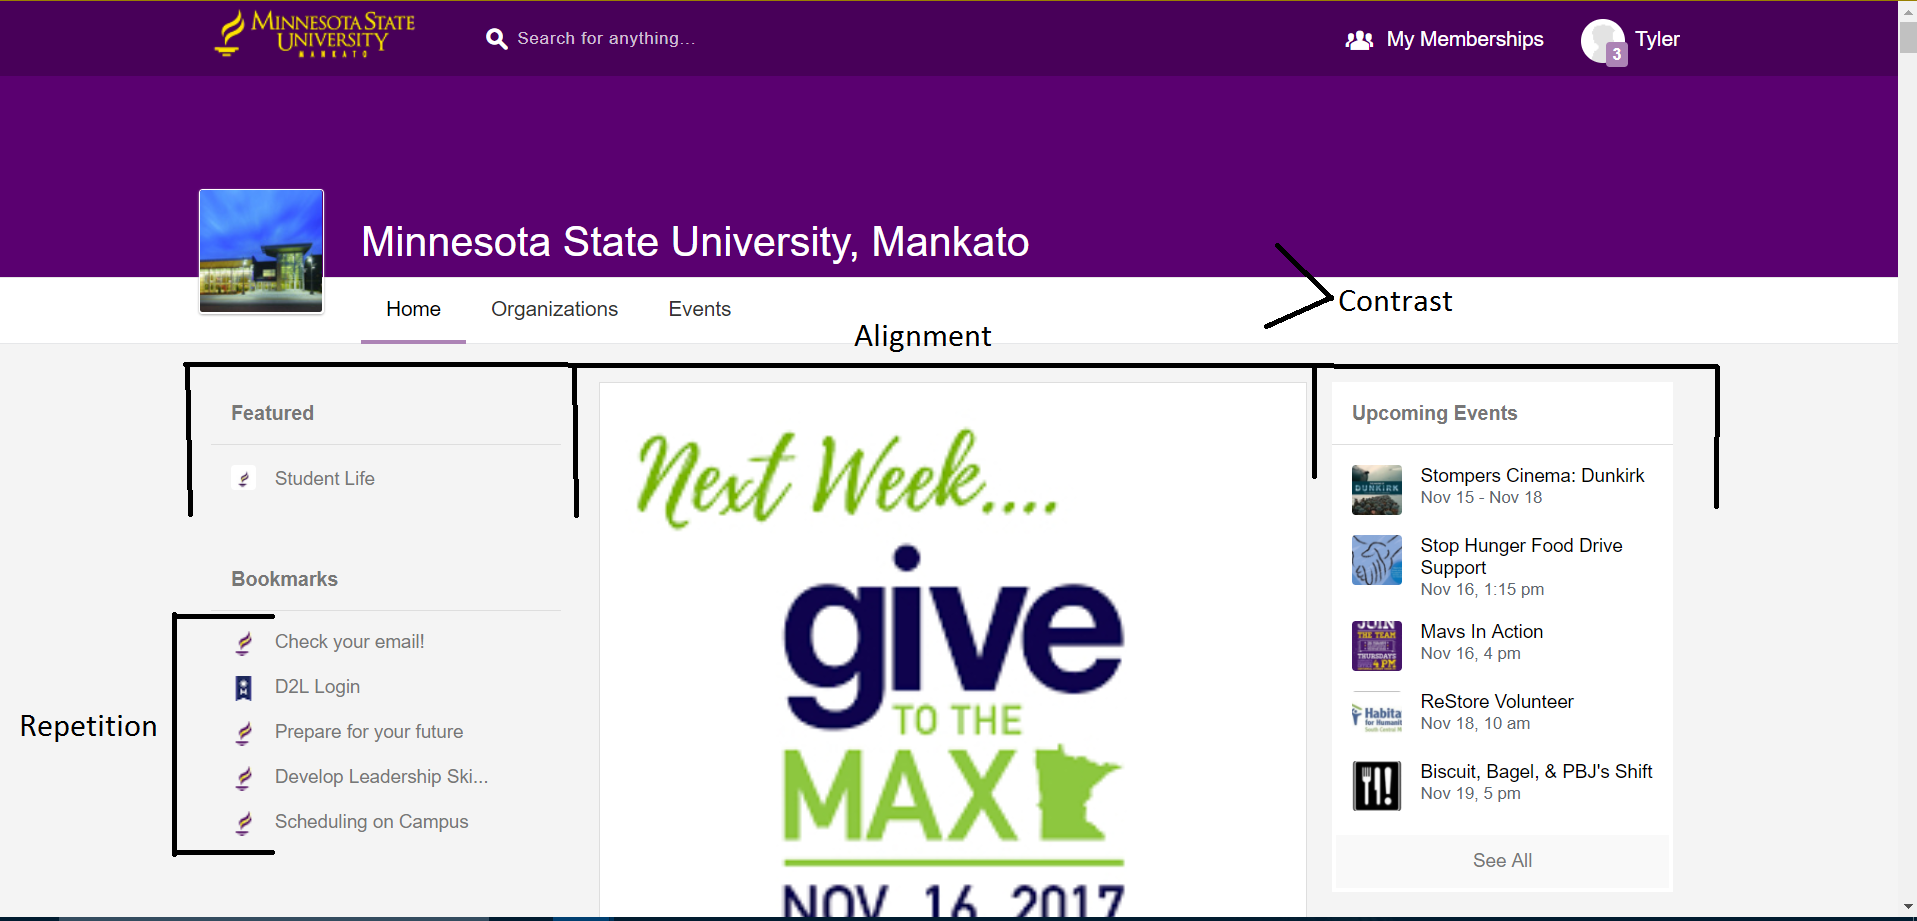 MINNESOTA STATE
UNIVERSITY
MANKATO
Search for anything...
My Memberships
3
Tyler
Minnesota State University, Mankato
Home
Organizations
Events
Contrast
Alignment
Featured
Student Life
Bookmarks
Repetition
Check your email!
D2L Login
Prepare for your future
Develop Leadership Ski...
Scheduling on Campus
Next Week....
give
TO THE
MAX
NOV. 16, 2017
Upcoming Events
DUNKIRK
Stompers Cinema: Dunkirk
Nov 15 - Nov 18
Stop Hunger Food Drive
Support
Nov 16, 1:15 pm
JOIN
THE TEAM
THURSDAYS
4 PM
Mavs In Action
Nov 16, 4 pm
Habita
for Humanit
ReStore Volunteer
Nov 18, 10 am
Biscuit, Bagel, & PBJ's Shift
Nov 19, 5 pm
See All